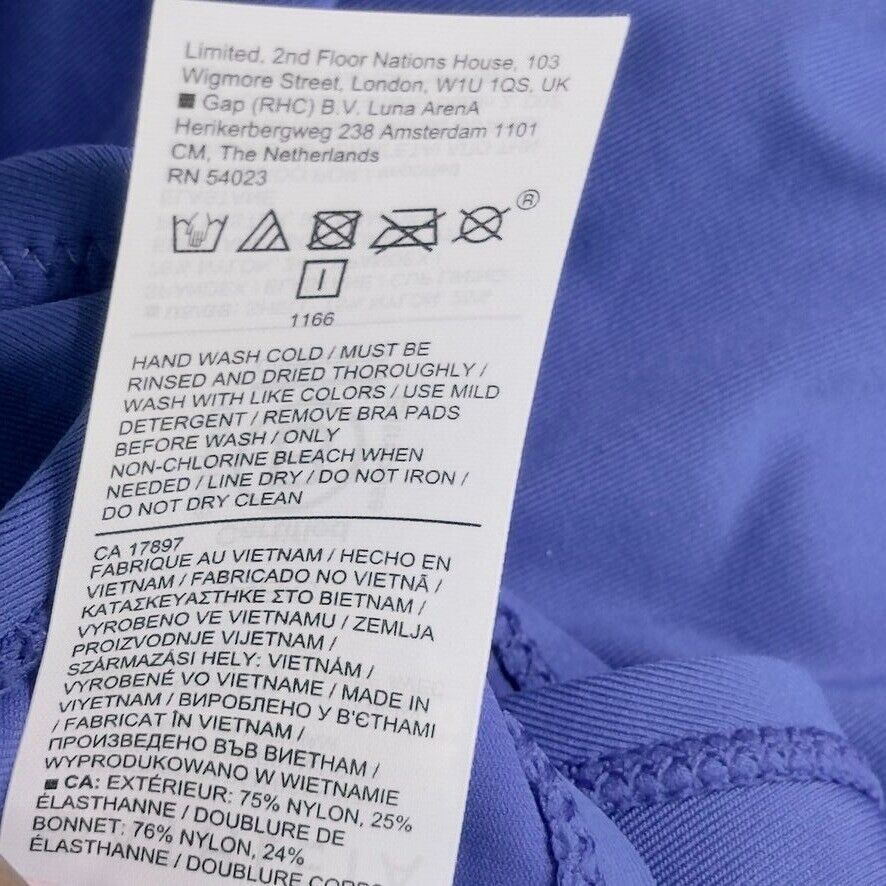 Limited, 2nd Floor Nations House, 103
Wigmore Street, London, W1U 1QS, UK
■ Gap (RHC) B.V. Luna ArenA
Herikerbergweg 238 Amsterdam 1101
CM, The Netherlands
RN 54023
®
1166
HAND WASH COLD / MUST BE
RINSED AND DRIED THOROUGHLY /
WASH WITH LIKE COLORS / USE MILD
DETERGENT / REMOVE BRA PADS
BEFORE WASH / ONLY
NON-CHLORINE BLEACH WHEN
NEEDED / LINE DRY / DO NOT IRON /
DO NOT DRY CLEAN
CA 17897
FABRIQUE AU VIETNAM / HECHO EN
VIETNAM / FABRICADO NO VIETNÃ /
ΚΑΤΑΣΚΕΥΑΣΤΗΚΕ ΣΤΟ ΒΙΕΤΝΑΜ /
VYROBENO VE VIETNAMU / ZEMLJA
PROIZVODNJE VIJETNAM /
SZÁRMAZÁSI HELY: VIETNÁM /
VYROBENÉ VO VIETNAME / MADE IN
VIYETNAM / ВИРОБЛЕНО У В'ЄТНАМІ
/ FABRICAT ÎN VIETNAM /
ПРОИЗВЕДЕНО ВЪВ ВИЕТНАМ /
WYPRODUKOWANO W WIETNAMIE
■ CA: EXTÉRIEUR: 75% NYLON, 25%
ÉLASTHANNE / DOUBLURE DE
BONNET: 76% NYLON, 24%
ÉLASTHANNE / DOUBLURE